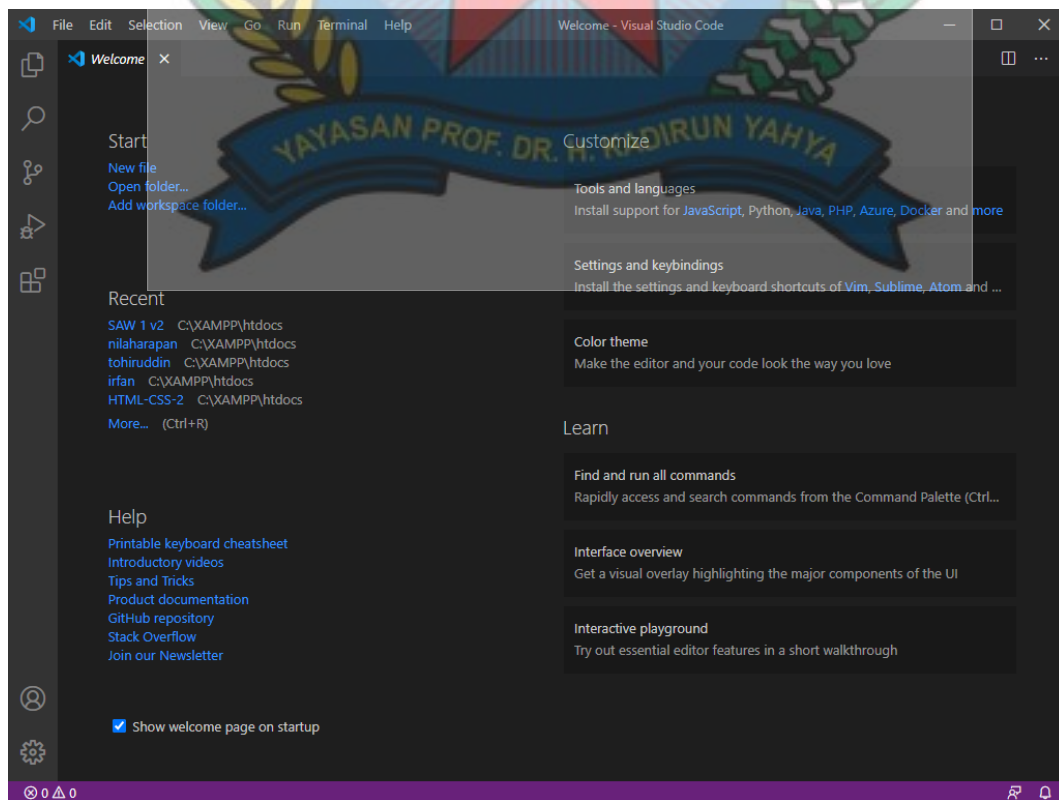 File Edit Selection View Go Run Terminal Help
Welcome - Visual Studio Code
Welcome
YAYASAN PROF. DR. H. KADIRUN YAHYA
Start
New file
Open folder...
Add workspace folder...
Recent
SAW 1 v2 C:\XAMPP\htdocs
nilaharapan C:\XAMPP\htdocs
tohiruddin C:\XAMPP\htdocs
irfan C:\XAMPP\htdocs
HTML-CSS-2 C:\XAMPP\htdocs
More... (Ctrl+R)
Help
Printable keyboard cheatsheet
Introductory videos
Tips and Tricks
Product documentation
GitHub repository
Stack Overflow
Join our Newsletter
Show welcome page on startup
Customize
Tools and languages
Install support for JavaScript, Python, Java, PHP, Azure, Docker and more
Settings and keybindings
Install the settings and keyboard shortcuts of Vim, Sublime, Atom and ...
Color theme
Make the editor and your code look the way you love
Learn
Find and run all commands
Rapidly access and search commands from the Command Palette (Ctrl...
Interface overview
Get a visual overlay highlighting the major components of the UI
Interactive playground
Try out essential editor features in a short walkthrough
0 0